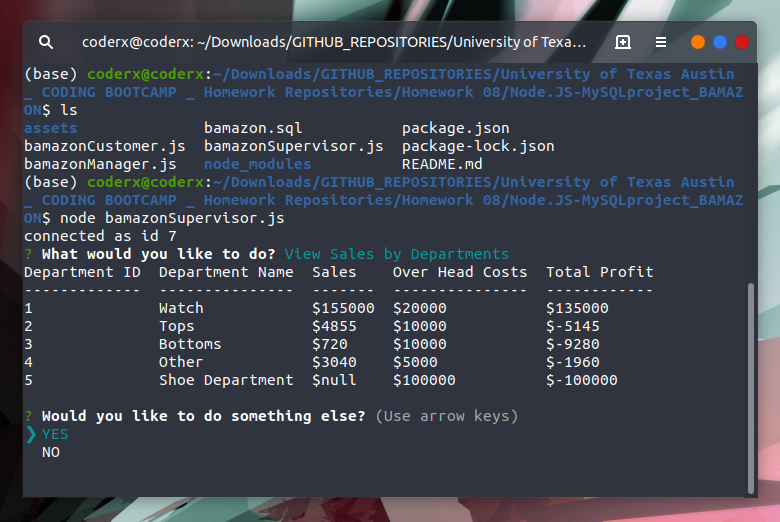 coderx@coderx: ~/Downloads/GITHUB_REPOSITORIES/University of Texa...
(base) coderx@coderx:~/Downloads/GITHUB_REPOSITORIES/University of Texas Austin
_ CODING BOOTCAMP _ Homework Repositories/Homework 08/Node.JS-MySQLproject_BAMAZ
ON$ ls
assets bamazon.sql package.json
bamazonCustomer.js bamazonSupervisor.js package-lock.json
bamazonManager.js node_modules README.md
(base) coderx@coderx:~/Downloads/GITHUB_REPOSITORIES/University of Texas Austin
_ CODING BOOTCAMP _ Homework Repositories/Homework 08/Node.JS-MySQLproject_BAMAZ
ON$ node bamazonSupervisor.js
connected as id 7
? What would you like to do? View Sales by Departments
Department ID  Department Name  Sales    Over Head Costs  Total Profit
-------------  ---------------  -------  ---------------  ------------
1              Watch            $155000  $20000           $135000
2              Tops             $4855    $10000           $-5145
3              Bottoms          $720     $10000           $-9280
4              Other            $3040    $5000            $-1960
5              Shoe Department  $null    $100000          $-100000
? Would you like to do something else? (Use arrow keys)
❯ YES
NO